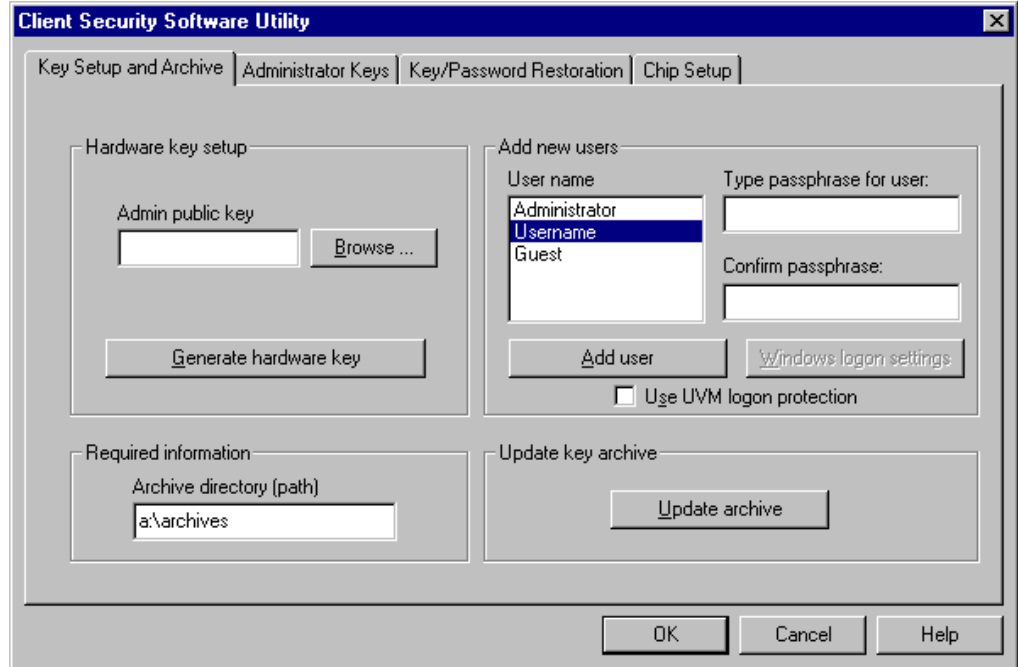 Client Security Software Utility
Key Setup and Archive
Administrator Keys
Key/Password Restoration
Chip Setup
Hardware key setup
Admin public key
Browse ...
Generate hardware key
Add new users
User name
Administrator
Username
Guest
Type passphrase for user:
Confirm passphrase:
Add user
Windows logon settings
Use UVM logon protection
Required information
Archive directory (path)
a:\archives
Update key archive
Update archive
OK
Cancel
Help